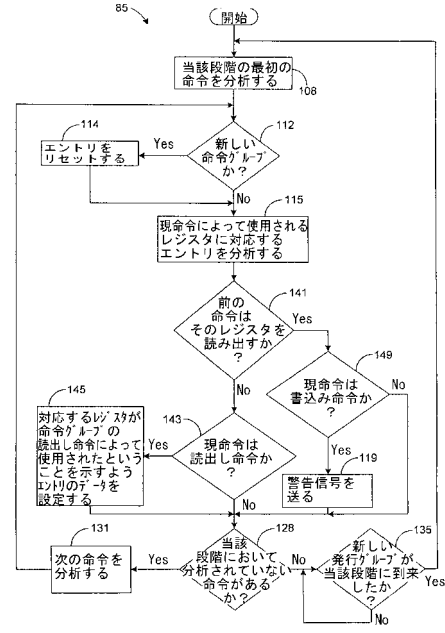 85
開始
当該段階の最初の
命令を分析する
108
114
エントリを
リセットする
Yes
112
新しい
命令グループ
か?
No
115
現命令によって使用される
レジスタに対応する
エントリを分析する
141
前の
命令は
そのレジスタを
読み出すか
?
Yes
No
149
現命令は
書込み命令か
?
No
Yes
145
対応するレジスタが
命令グループの
読出し命令によって
使用されたという
ことを示すよう
エントリのデータを
設定する
143
現命令は
読出し命令か
?
Yes
No
119
警告信号を
送る
131
次の命令を
分析する
Yes
128
当該
段階において
分析されていない
命令があるか
か?
No
135
新しい
発行グループが
当該段階に到来
したか
?
Yes
No